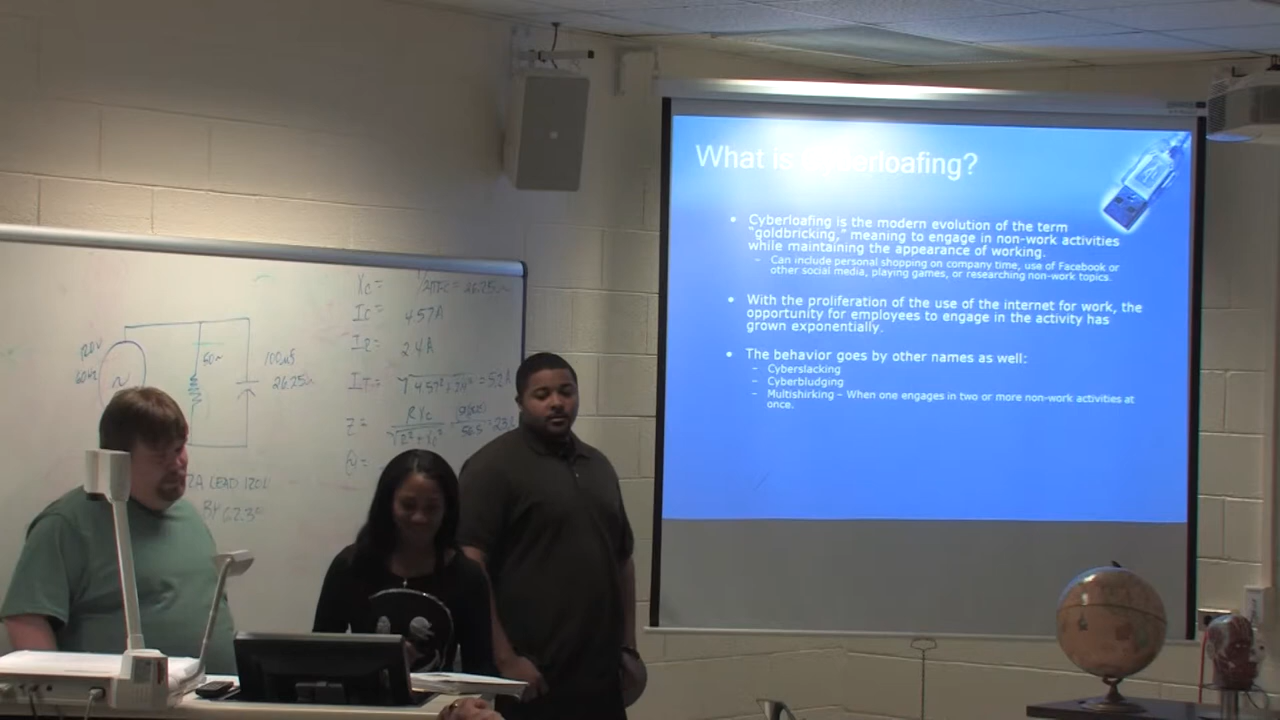 What is Cyberloafing?
• Cyberloafing is the modern evolution of the term
"goldbricking," meaning to engage in non-work activities
while maintaining the appearance of working.
– Can include personal shopping on company time, use of Facebook or
other social media, playing games, or researching non-work topics.
• With the proliferation of the use of the internet for work, the
opportunity for employees to engage in the activity has
grown exponentially.
• The behavior goes by other names as well:
– Cyberslacking
– Cyberbludging
– Multishirking – When one engages in two or more non-work activities at
once.
XC =
IC = 4.57A
IR = 2.4A
IT =
Z =
120V
60Hz
LEAD 120V